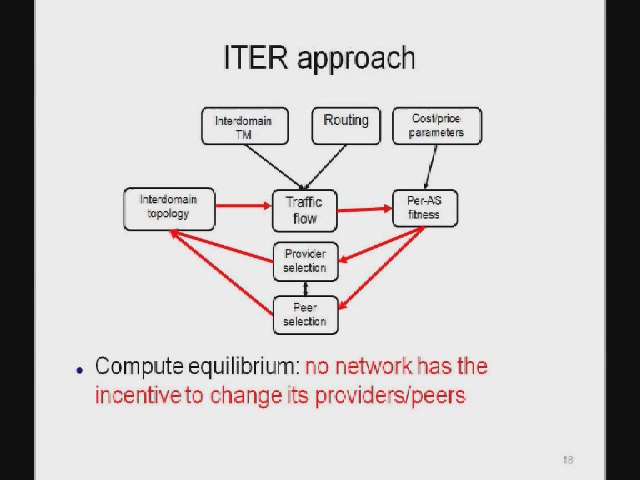 ITER approach
Interdomain
TM
Routing
Cost/price
parameters
Interdomain
topology
Traffic
flow
Per-AS
fitness
Provider
selection
Peer
selection
• Compute equilibrium: no network has the
incentive to change its providers/peers
18